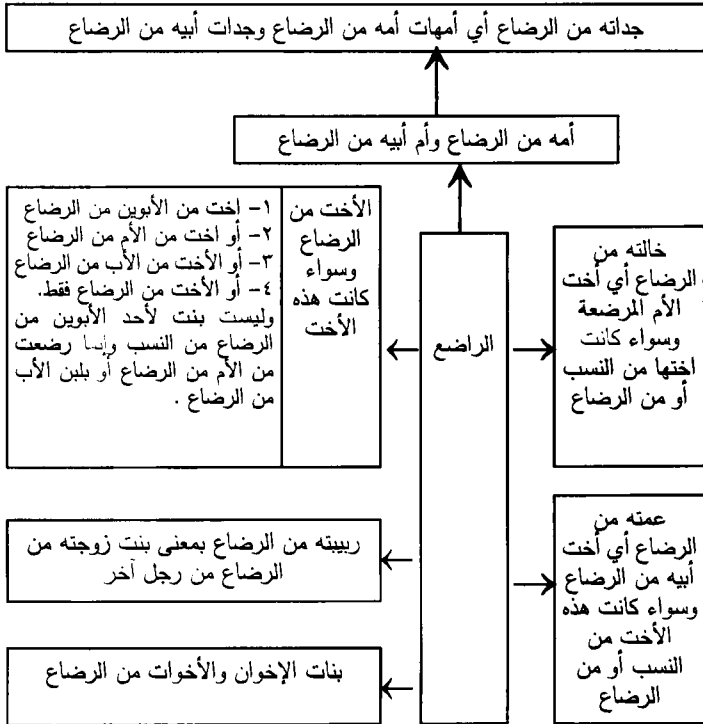 جداته من الرضاع أي أمهات أمه من الرضاع وجدات أبيه من الرضاع
أمه من الرضاع وأم أبيه من الرضاع
خالته من
الرضاع أي أخت
الأم المرضعة
وسواء كانت
اختها من النسب
أو من الرضاع
عمته من
الرضاع أي أخت
أبيه من الرضاع
وسواء كانت هذه
الأخت من
النسب أو من
الرضاع
الراضع
الأخت من
الرضاع
وسواء
كانت هذه
الأخت
١- اخت من الأبوين من الرضاع
٢- أو اخت من الأم من الرضاع
٣- أو الأخت من الأب من الرضاع
٤- أو الأخت من الرضاع فقط.
وليست بنت لأحد الأبوين من
الرضاع من النسب وإنما رضعت
من الأم من الرضاع أو بلبن الأب
من الرضاع .
ربيبته من الرضاع بمعنى بنت زوجته من
الرضاع من رجل آخر
بنات الإخوان والأخوات من الرضاع